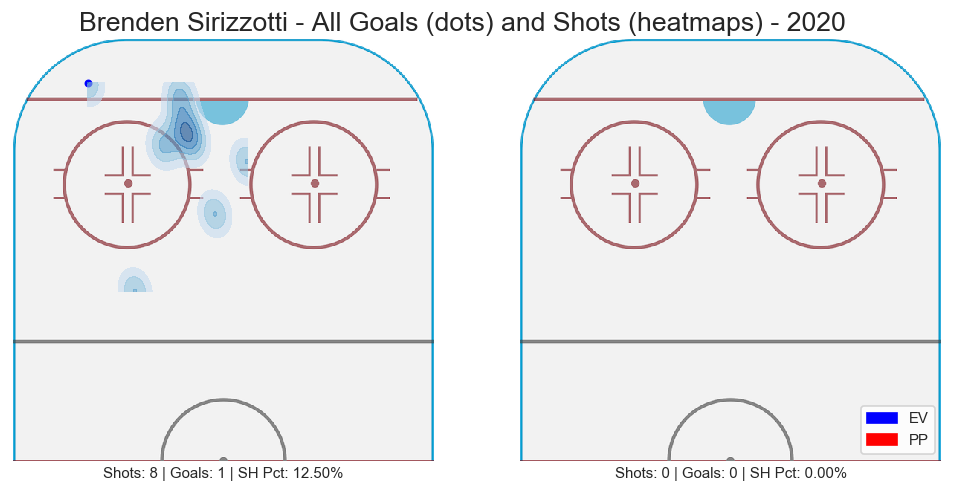 Brenden Sirizzotti - All Goals (dots) and Shots (heatmaps) - 2020
EV
PP
Shots: 8 | Goals: 1 | SH Pct: 12.50%
Shots: 0 | Goals: 0 | SH Pct: 0.00%